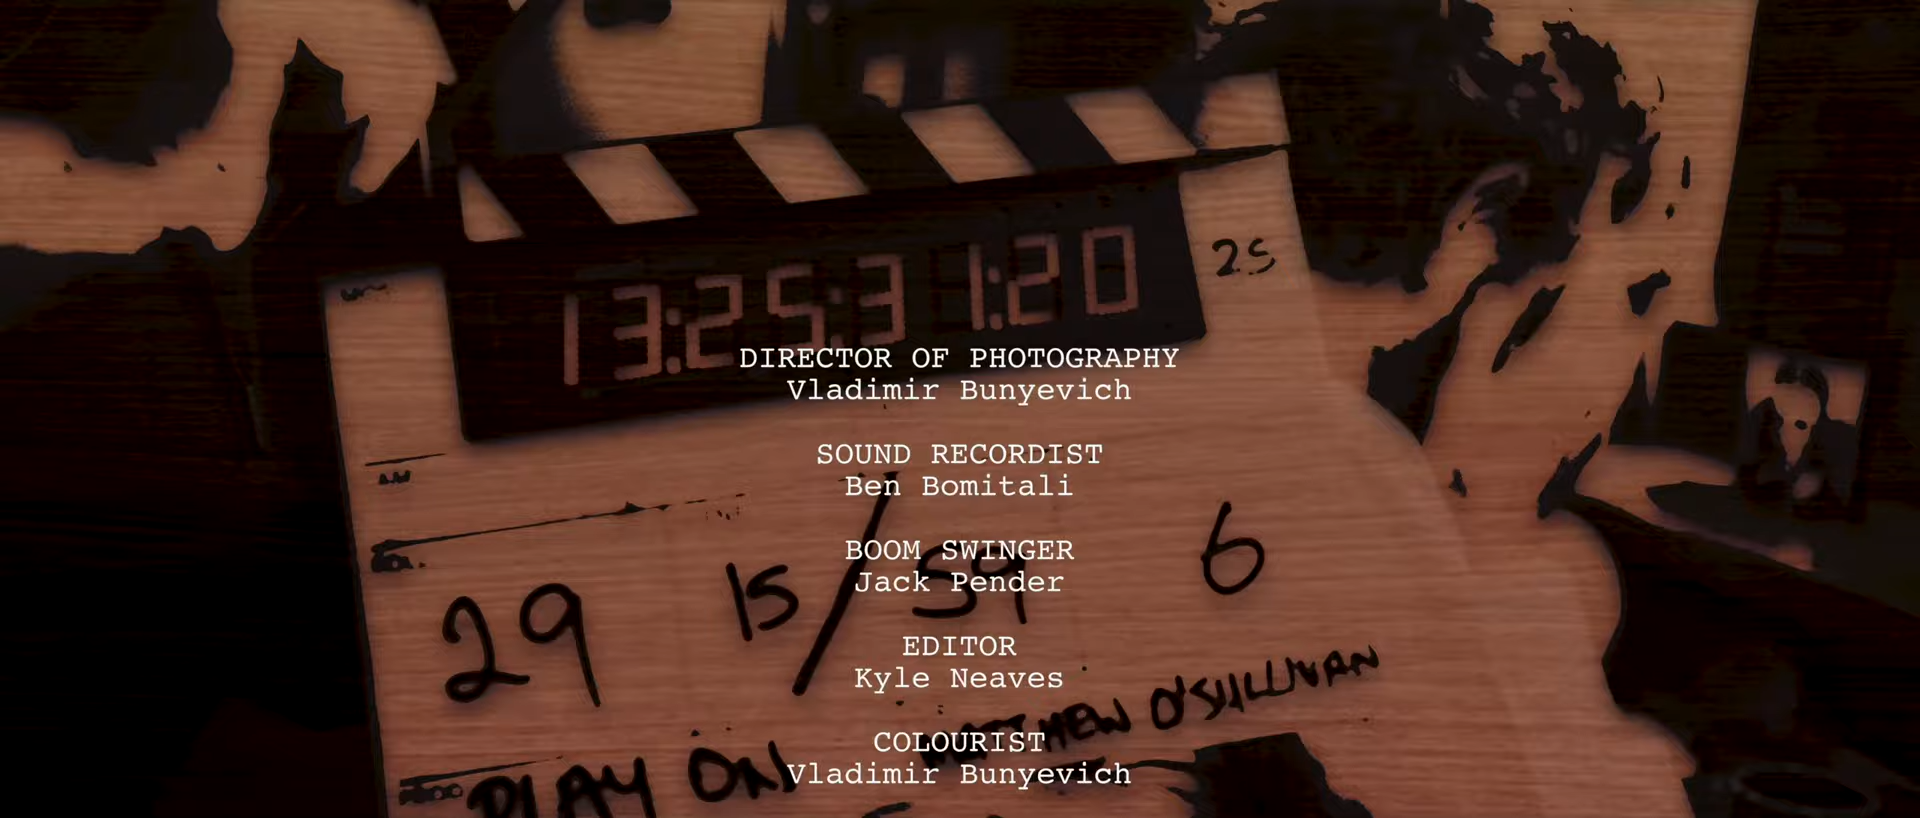 13:25:31:20
25
DIRECTOR OF PHOTOGRAPHY
Vladimir Bunyevich
SOUND RECORDIST
Ben Bomitali
BOOM SWINGER
Jack Pender
29 15/59 6
EDITOR
Kyle Neaves
MATTHEW O'SULLIVAN
COLOURIST
Vladimir Bunyevich
PLAY ON